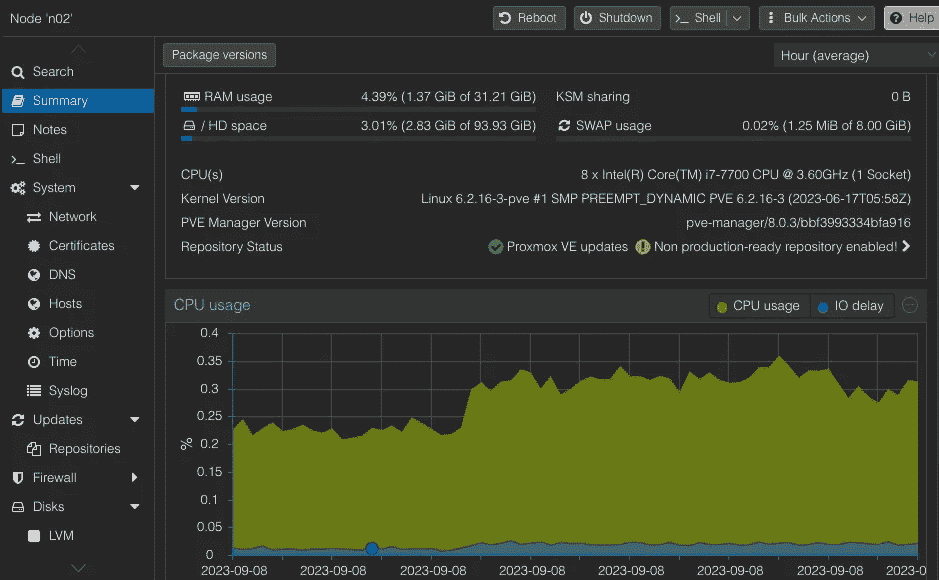 Node 'n02'
Reboot
Shutdown
Shell
Bulk Actions
Help
Search
Summary
Notes
Shell
System
Network
Certificates
DNS
Hosts
Options
Time
Syslog
Updates
Repositories
Firewall
Disks
LVM
Package versions
Hour (average)
RAM usage 4.39% (1.37 GiB of 31.21 GiB)
KSM sharing 0 B
/ HD space 3.01% (2.83 GiB of 93.93 GiB)
SWAP usage 0.02% (1.25 MiB of 8.00 GiB)
CPU(s) 8 x Intel(R) Core(TM) i7-7700 CPU @ 3.60GHz (1 Socket)
Kernel Version Linux 6.2.16-3-pve #1 SMP PREEMPT_DYNAMIC PVE 6.2.16-3 (2023-06-17T05:58Z)
PVE Manager Version pve-manager/8.0.3/bbf3993334bfa916
Repository Status Proxmox VE updates Non production-ready repository enabled!
CPU usage
CPU usage
IO delay
0.4
0.35
0.3
0.25
0.2
0.15
0.1
0.05
0
%
2023-09-08 2023-09-08 2023-09-08 2023-09-08 2023-09-08 2023-09-08 2023-09-08 2023-0